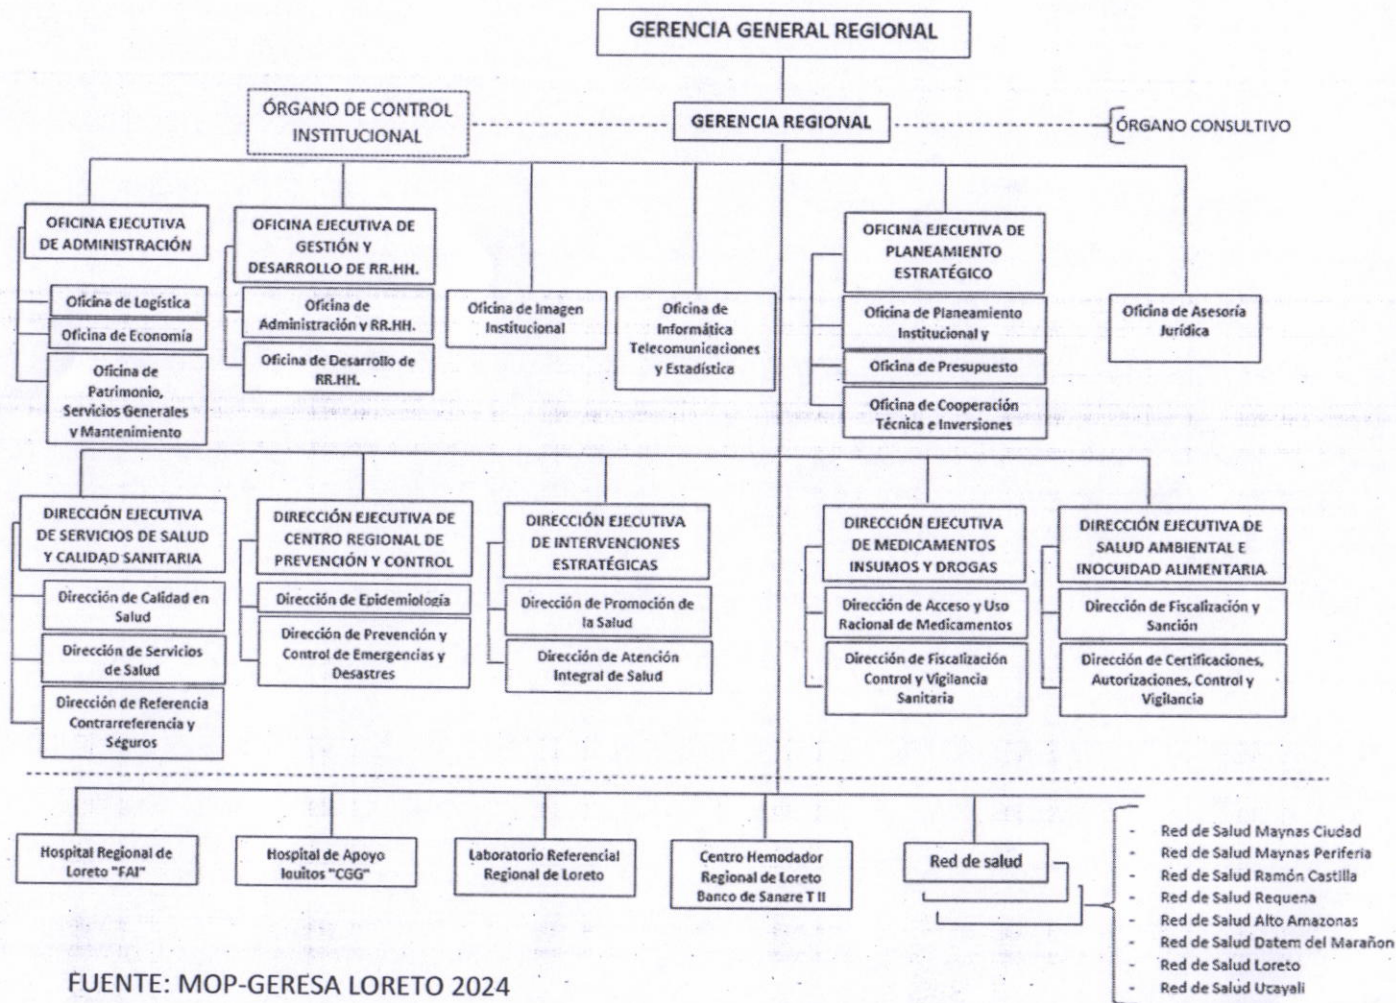 GERENCIA GENERAL REGIONAL
ÓRGANO DE CONTROL
INSTITUCIONAL
GERENCIA REGIONAL
ÓRGANO CONSULTIVO
OFICINA EJECUTIVA
DE ADMINISTRACIÓN
Oficina de Logística
Oficina de Economía
Oficina de
Patrimonio,
Servicios Generales
y Mantenimiento
OFICINA EJECUTIVA DE
GESTIÓN Y
DESARROLLO DE RR.HH.
Oficina de
Administración y RR.HH.
Oficina de Desarrollo de
RR.HH.
Oficina de Imagen
Institucional
Oficina de
Informática
Telecomunicaciones
y Estadística
OFICINA EJECUTIVA DE
PLANEAMIENTO
ESTRATÉGICO
Oficina de Planeamiento
Institucional y
Oficina de Presupuesto
Oficina de Cooperación
Técnica e Inversiones
Oficina de Asesoría
Jurídica
DIRECCIÓN EJECUTIVA
DE SERVICIOS DE SALUD
Y CALIDAD SANITARIA
Dirección de Calidad en
Salud
Dirección de Servicios
de Salud
Dirección de Referencia
Contrarreferencia y
Séguros
DIRECCIÓN EJECUTIVA DE
CENTRO REGIONAL DE
PREVENCIÓN Y CONTROL
Dirección de Epidemiología
Dirección de Prevención y
Control de Emergencias y
Desastres
DIRECCIÓN EJECUTIVA
DE INTERVENCIONES
ESTRATÉGICAS
Dirección de Promoción de
la Salud
Dirección de Atención
Integral de Salud
DIRECCIÓN EJECUTIVA
DE MEDICAMENTOS
INSUMOS Y DROGAS
Dirección de Acceso y Uso
Racional de Medicamentos
Dirección de Fiscalización
Control y Vigilancia
Sanitaria
DIRECCIÓN EJECUTIVA DE
SALUD AMBIENTAL E
INOCUIDAD ALIMENTARIA
Dirección de Fiscalización y
Sanción
Dirección de Certificaciones,
Autorizaciones, Control y
Vigilancia
Hospital Regional de
Loreto "FAI"
Hospital de Apoyo
Iquitos "CGG"
Laboratorio Referencial
Regional de Loreto
Centro Hemodador
Regional de Loreto
Banco de Sangre T II
Red de salud
- Red de Salud Maynas Ciudad
- Red de Salud Maynas Periferia
- Red de Salud Ramón Castilla
- Red de Salud Requena
- Red de Salud Alto Amazonas
- Red de Salud Datem del Marañon
- Red de Salud Loreto
- Red de Salud Ucayali
FUENTE: MOP-GERESA LORETO 2024